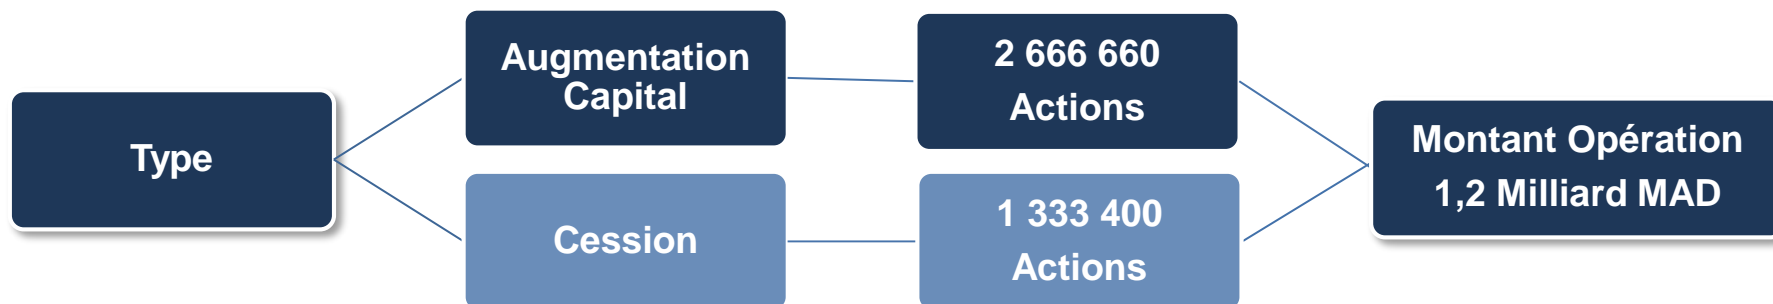 Type
Augmentation
Capital
2 666 660
Actions
Cession
1 333 400
Actions
Montant Opération
1,2 Milliard MAD